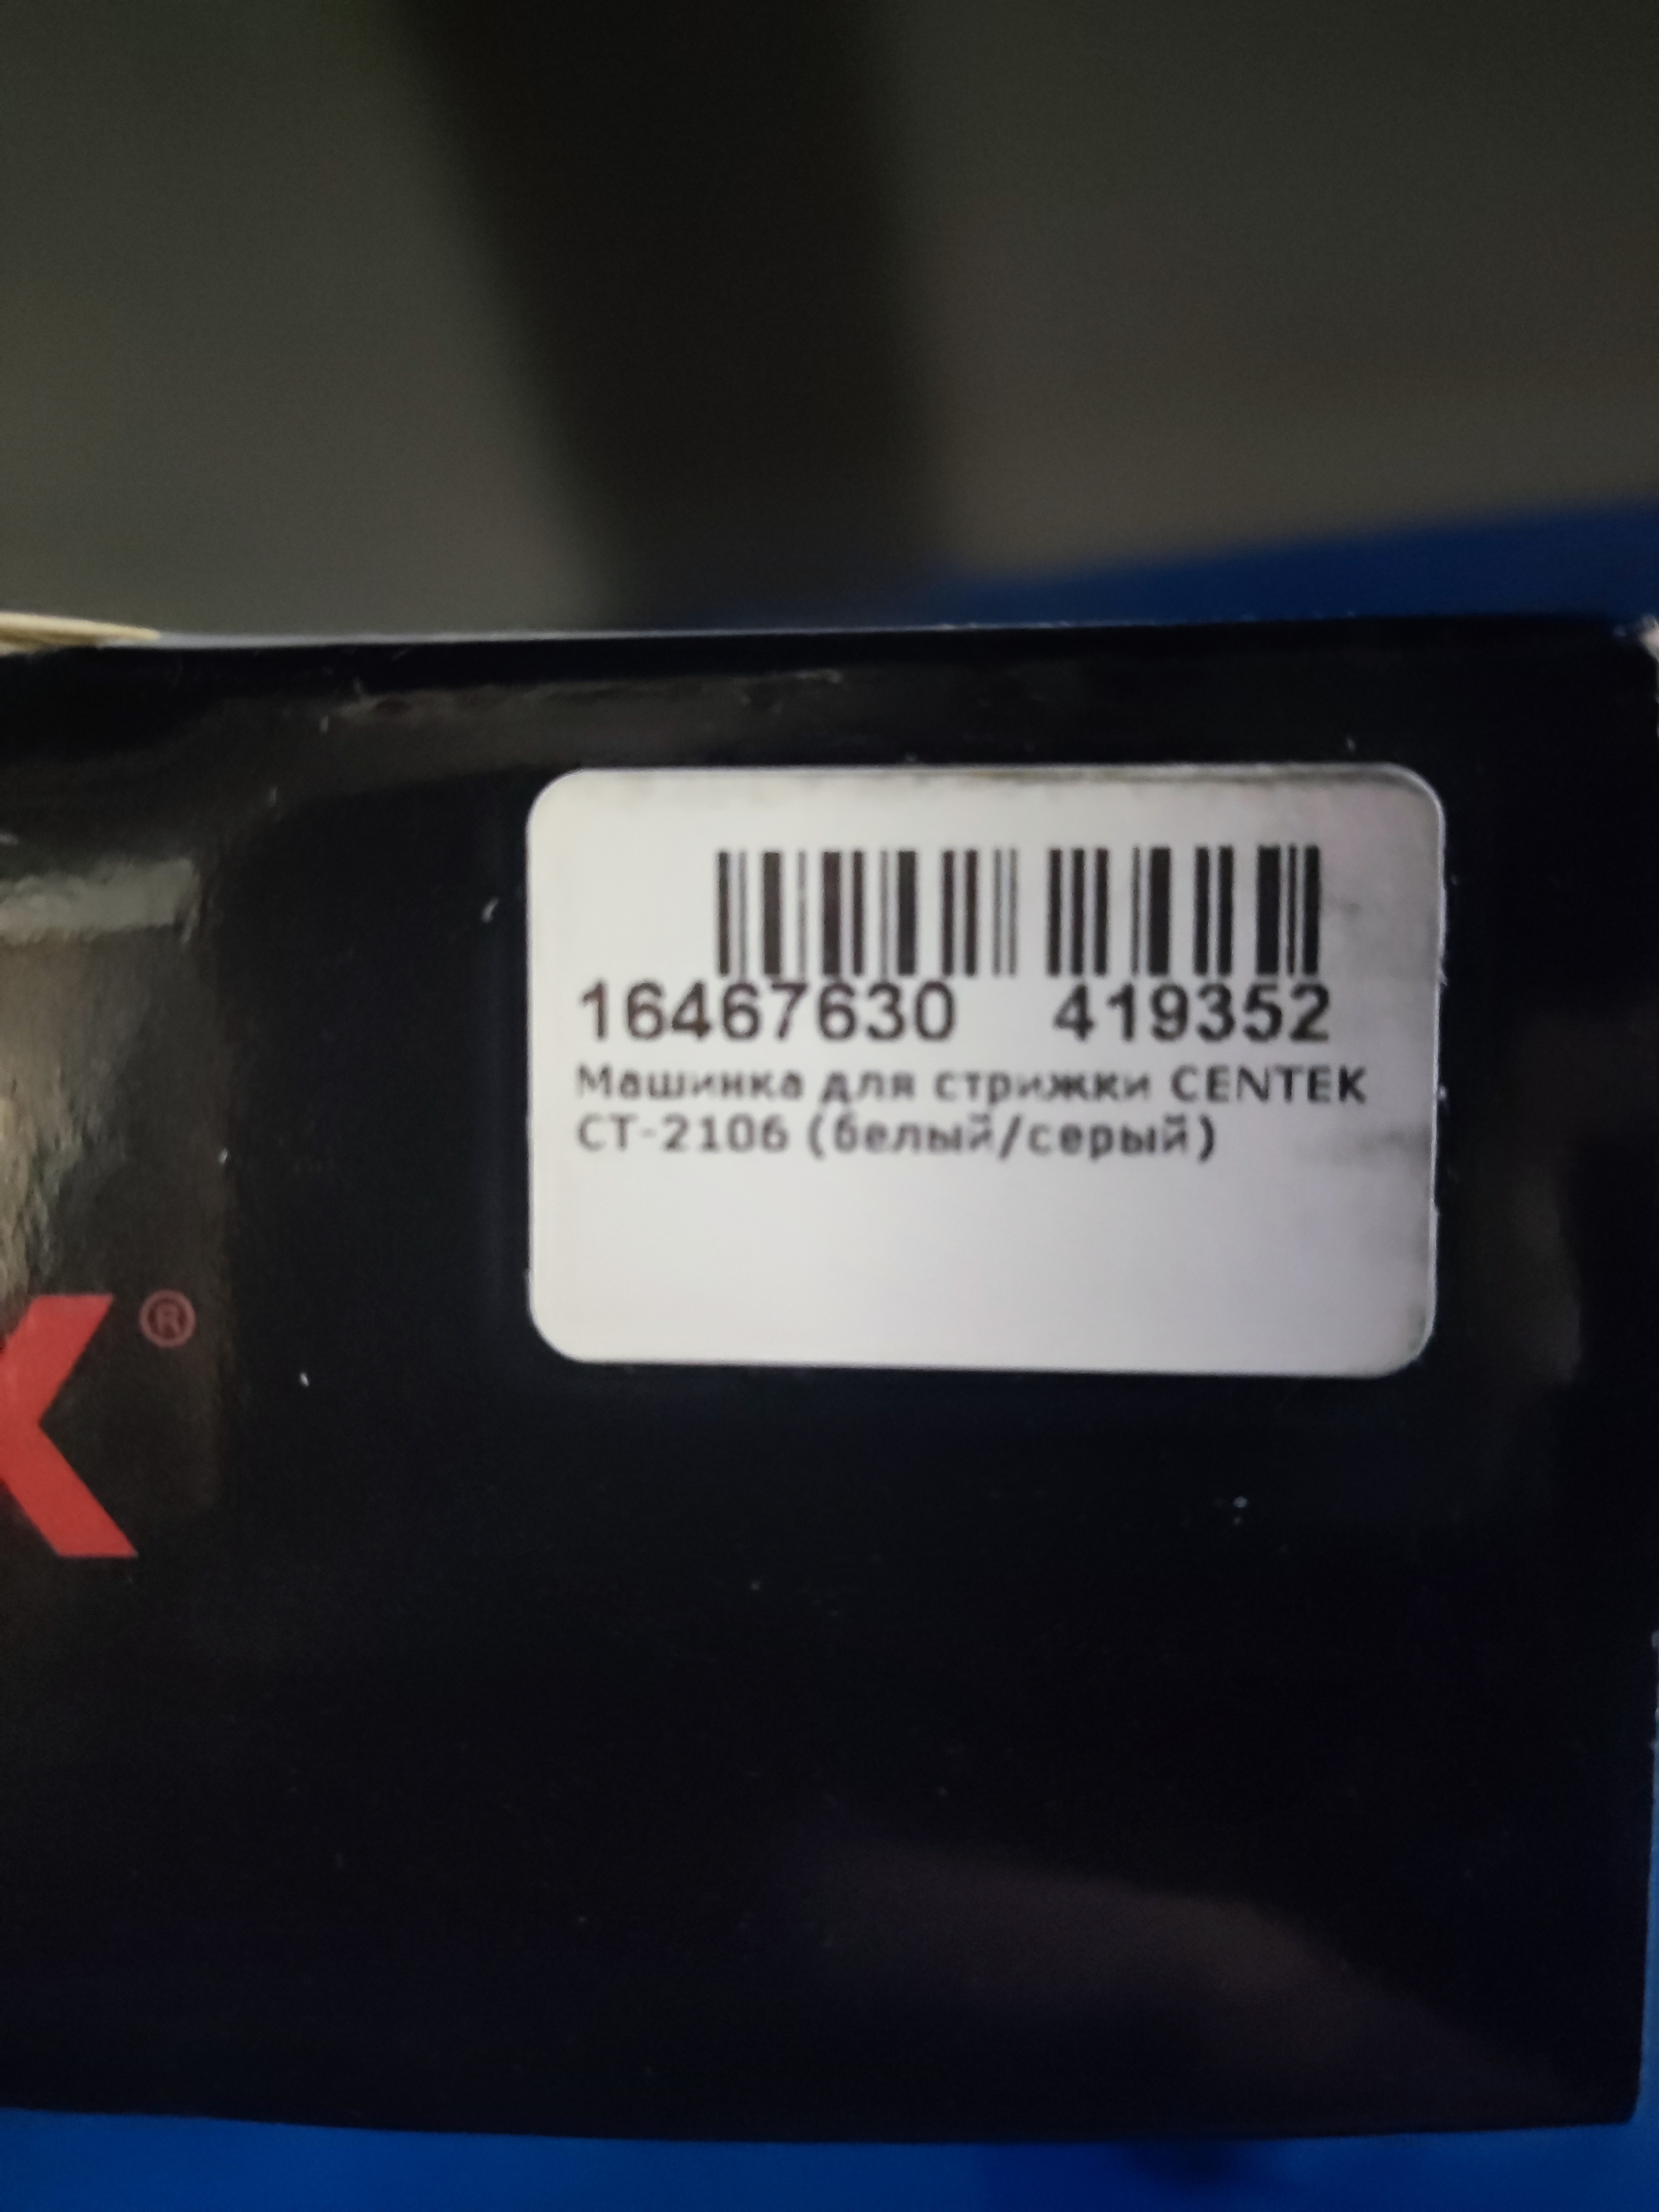 16467630 419352
Машинка для стрижки CENTEK
CT-2106 (белый/серый)
K®